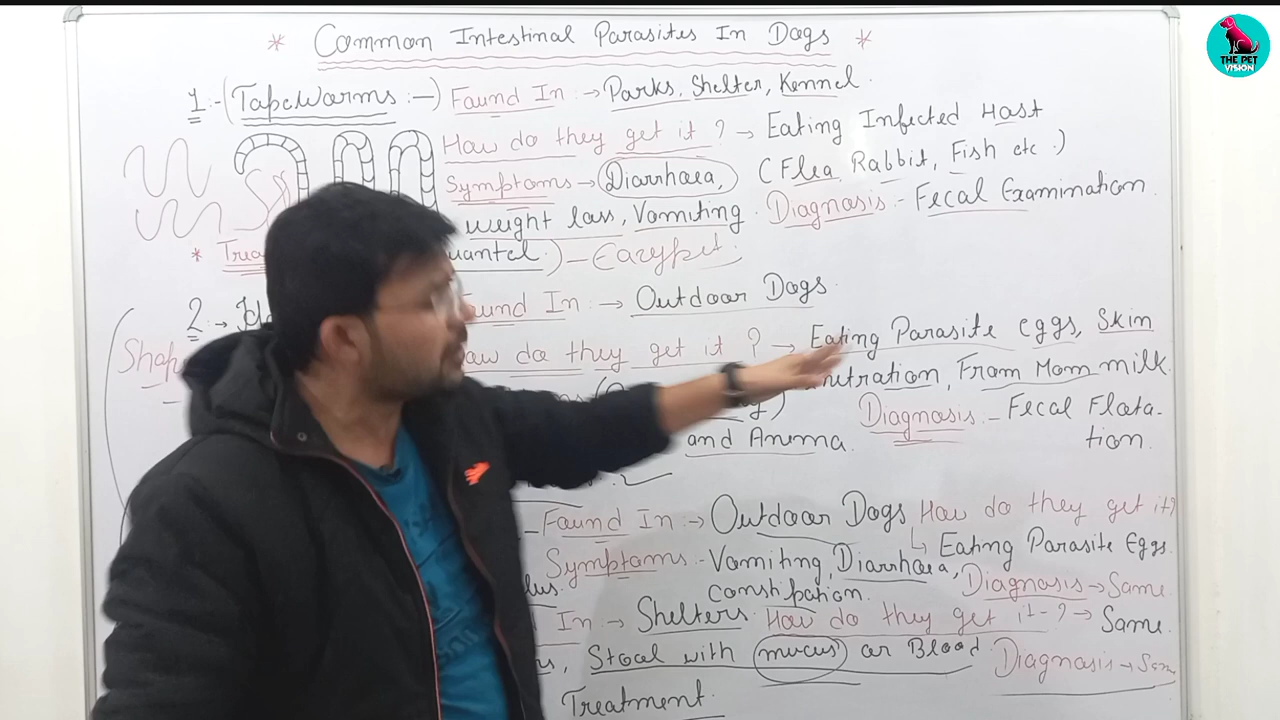 * Common Intestinal Parasites In Dogs *
THE PET VISION
1:-(Tapeworms:-) Found In:→ Parks, Shelter, Kennel.
How do they get it? → Eating Infected Host
(Flea, Rabbit, Fish etc.)
Symptoms → Diarrhoea,
weight loss, Vomiting. Diagnosis:- Fecal Examination.
* Trea uantel.) - Eazypet.
2:→ Found In:→ Outdoor Dogs.
Shap How do they get it? → Eating Parasite eggs, Skin
netration, From Mom milk.
and Anema. Diagnosis - Fecal Flota-
tion.
Found In:→ Outdoor Dogs How do they get it?
↳ Eating Parasite Eggs.
Symptoms - Vomiting, Diarrhoea,
constipation. Diagnosis → Same.
In:→ Shelters. How do they get it-? → Same.
Stool with mucus or Blood Diagnosis → Sam
Treatment.